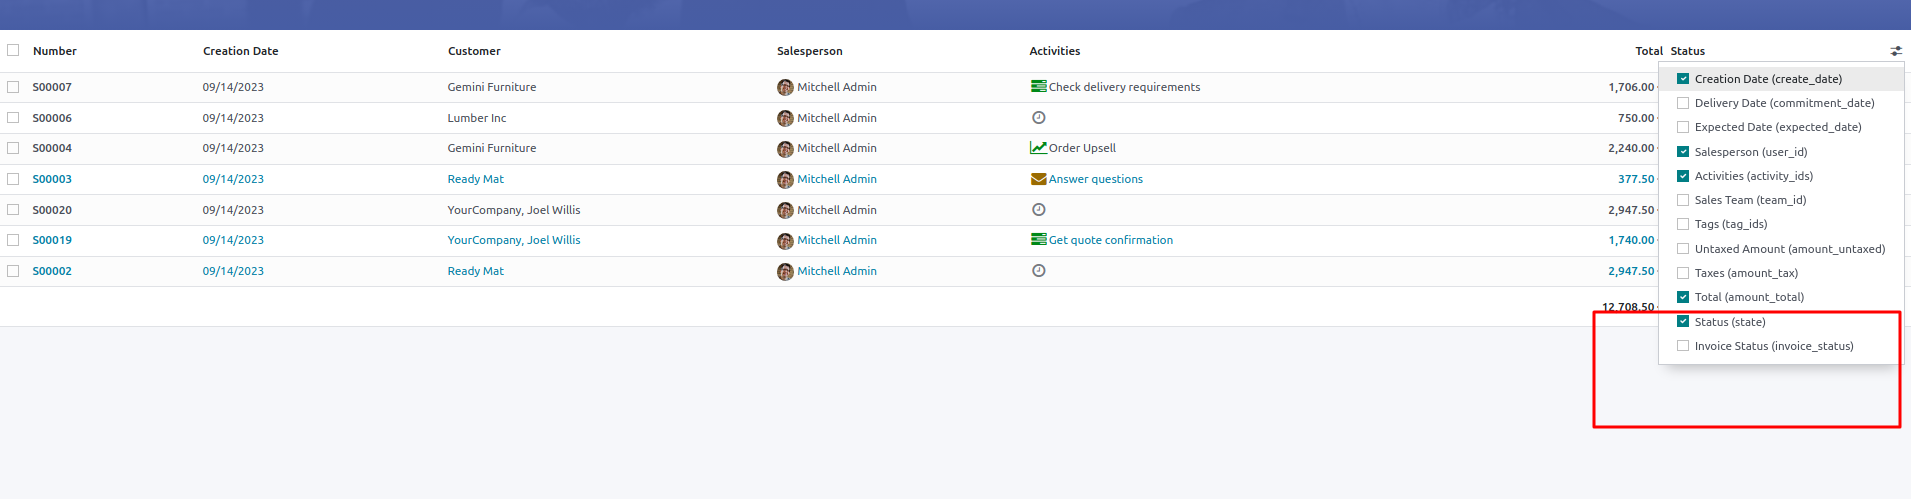 Number Creation Date Customer Salesperson Activities Total Status
S00007 09/14/2023 Gemini Furniture Mitchell Admin Check delivery requirements 1,706.00
S00006 09/14/2023 Lumber Inc Mitchell Admin 750.00
S00004 09/14/2023 Gemini Furniture Mitchell Admin Order Upsell 2,240.00
S00003 09/14/2023 Ready Mat Mitchell Admin Answer questions 377.50
S00020 09/14/2023 YourCompany, Joel Willis Mitchell Admin 2,947.50
S00019 09/14/2023 YourCompany, Joel Willis Mitchell Admin Get quote confirmation 1,740.00
S00002 09/14/2023 Ready Mat Mitchell Admin 2,947.50
12,708.50
Creation Date (create_date)
Delivery Date (commitment_date)
Expected Date (expected_date)
Salesperson (user_id)
Activities (activity_ids)
Sales Team (team_id)
Tags (tag_ids)
Untaxed Amount (amount_untaxed)
Taxes (amount_tax)
Total (amount_total)
Status (state)
Invoice Status (invoice_status)